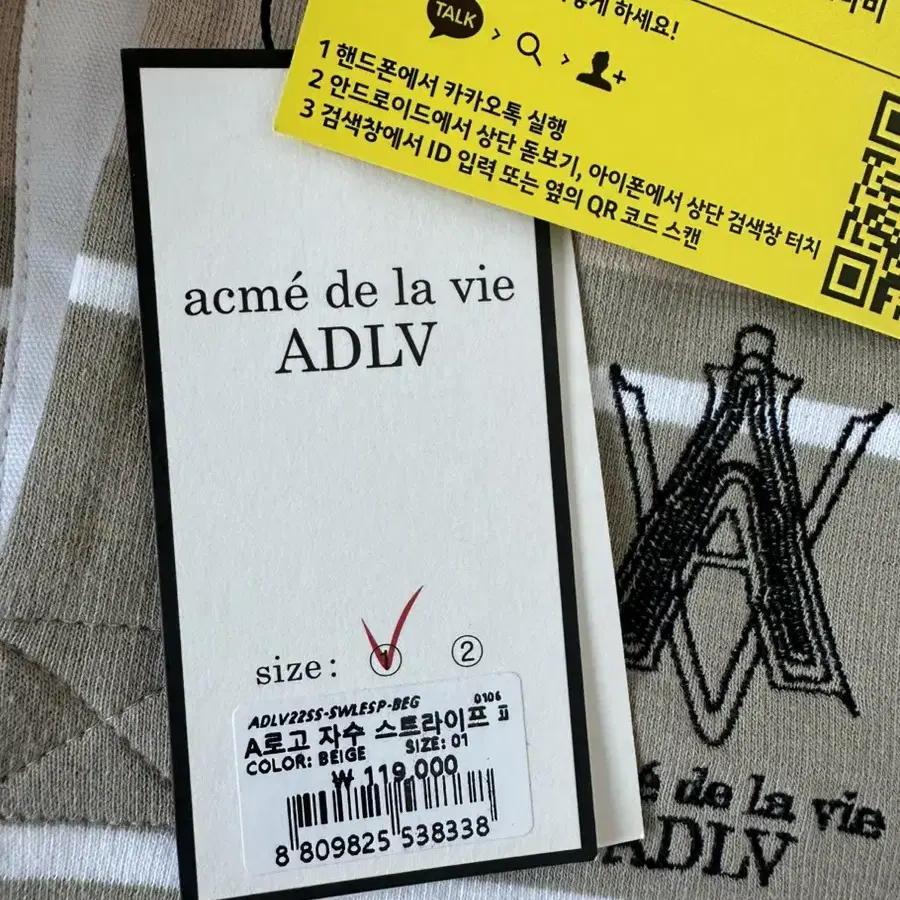 하세요!
TALK
1 핸드폰에서 카카오톡 실행
2 안드로이드에서 상단 돋보기, 아이폰에서 상단 검색창 터치
3 검색창에서 ID 입력 또는 옆의 QR 코드 스캔
acmé de la vie
ADLV
size: ① ②
ADLV22SS-SWLESP-BEG 0106
A로고 자수 스트라이프 피
COLOR: BEIGE SIZE: 01
₩ 119,000
8 809825 538338
de la vie
ADLV